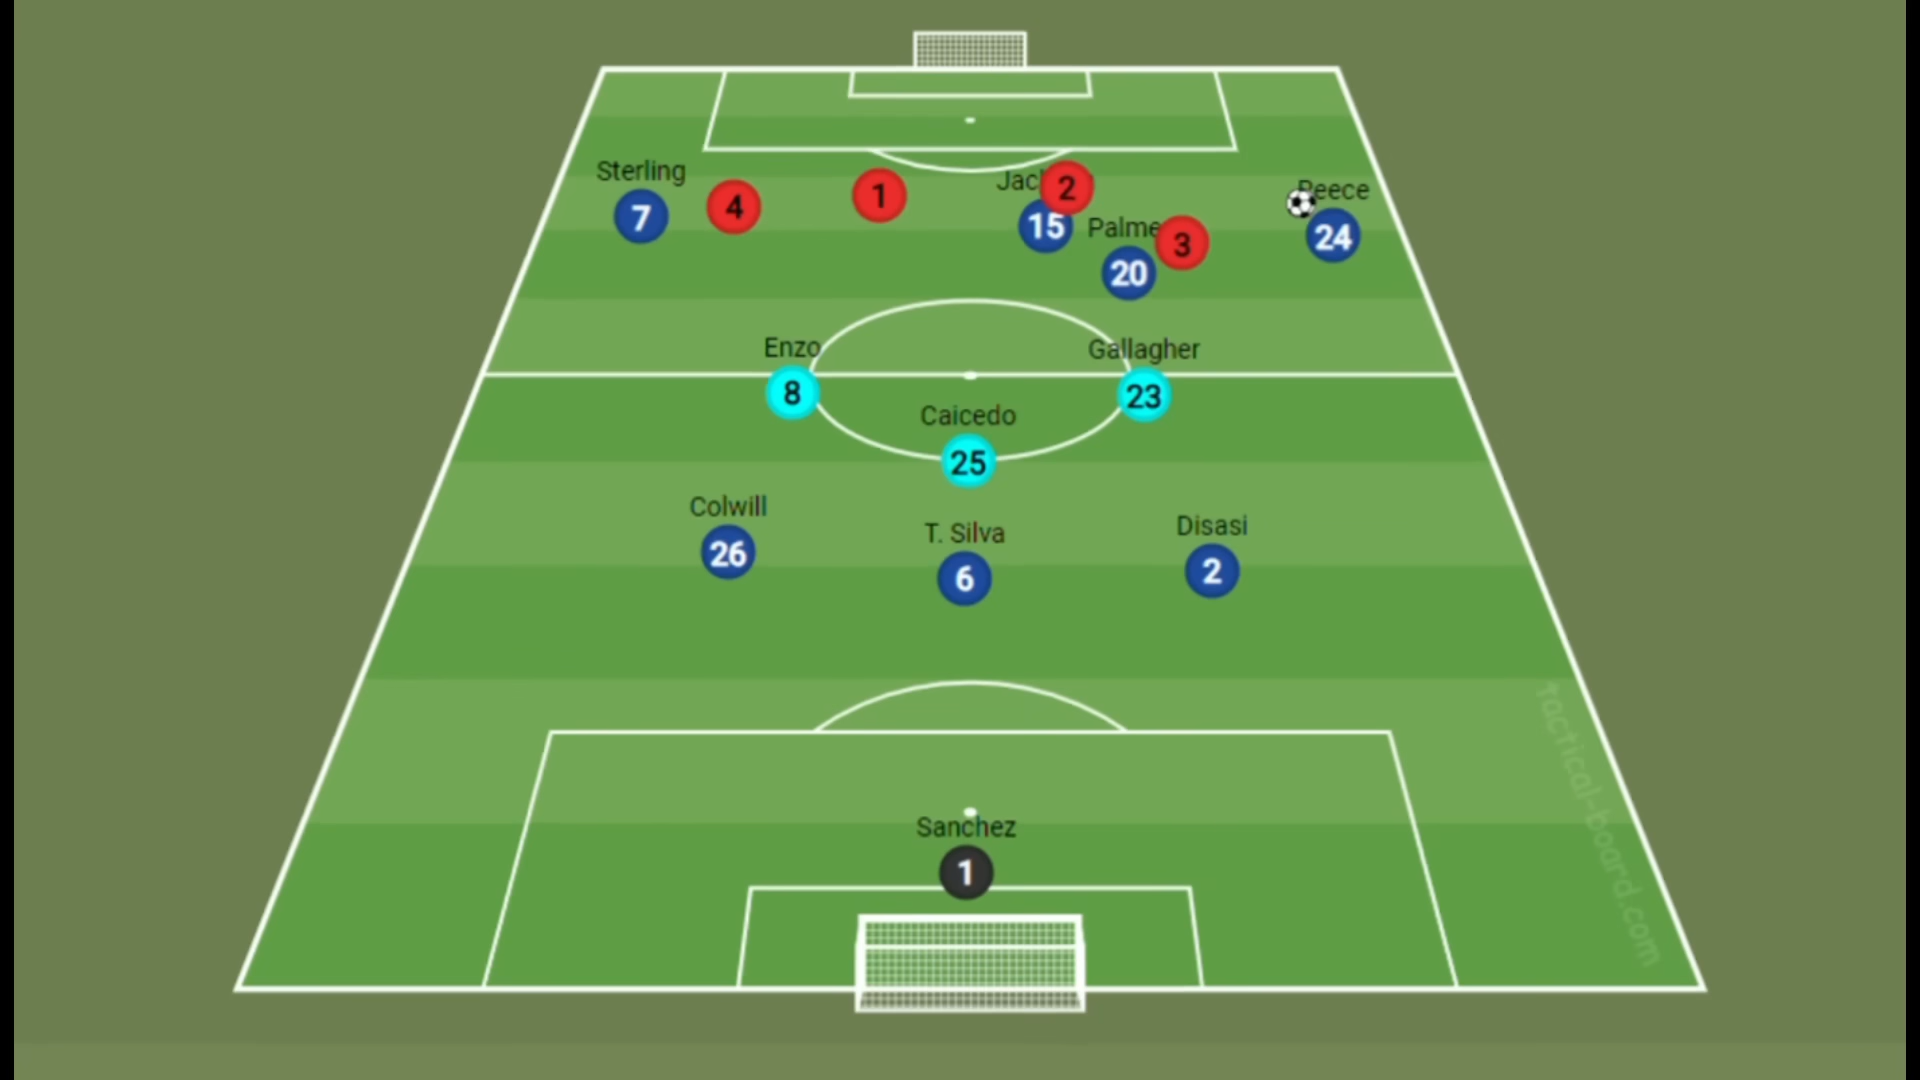 Sterling
7
4
1
2
15
Reece
24
3
20
Enzo
8
Gallagher
23
Caicedo
25
Colwill
26
T. Silva
6
Disasi
2
Sanchez
1
tactical-board.com